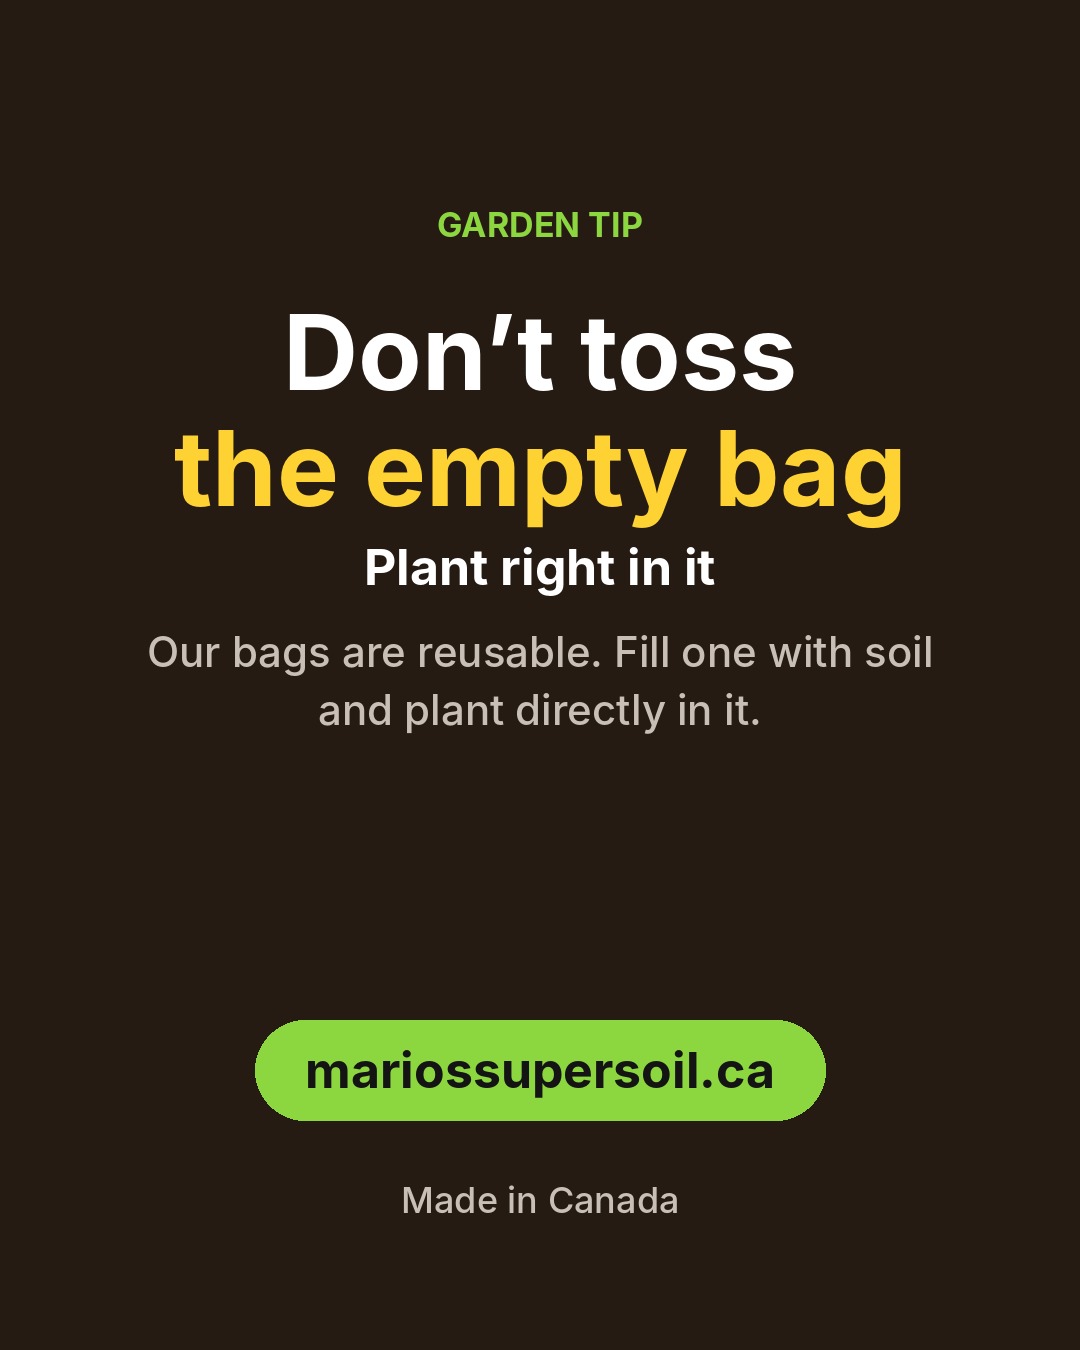 GARDEN TIP
Don’t toss
the empty bag
Plant right in it
Our bags are reusable. Fill one with soil
and plant directly in it.
mariossupersoil.ca
Made in Canada